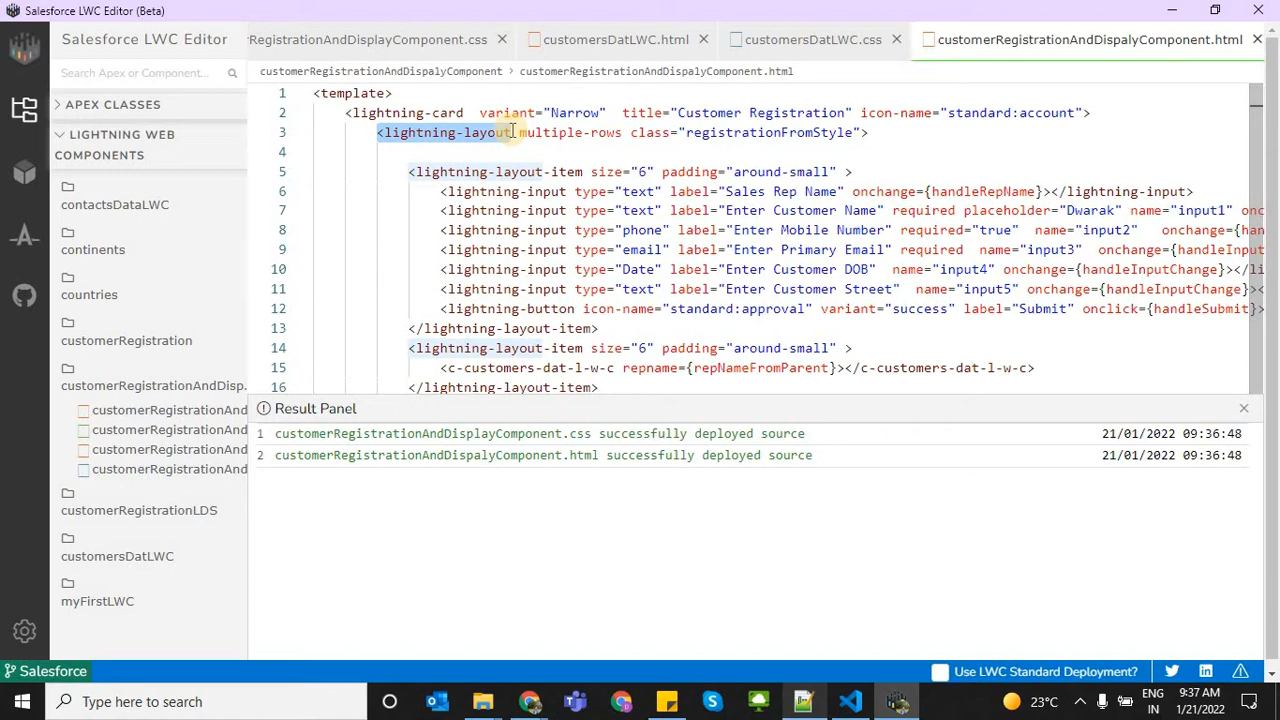 Salesforce LWC Editor (Beta)
Salesforce LWC Editor
RegistrationAndDisplayComponent.css
customersDatLWC.html
customersDatLWC.css
customerRegistrationAndDispalyComponent.html
Search Apex or Component...
customerRegistrationAndDispalyComponent > customerRegistrationAndDispalyComponent.html
APEX CLASSES
LIGHTNING WEB COMPONENTS
contactsDataLWC
continents
countries
customerRegistration
customerRegistrationAndDisp.
customerRegistrationAnd
customerRegistrationAnd
customerRegistrationAnd
customerRegistrationAnd
customerRegistrationLDS
customersDatLWC
myFirstLWC
1 <template>
2 <lightning-card variant="Narrow" title="Customer Registration" icon-name="standard:account">
3 <lightning-layout multiple-rows class="registrationFromStyle">
4
5 <lightning-layout-item size="6" padding="around-small" >
6 <lightning-input type="text" label="Sales Rep Name" onchange={handleRepName}></lightning-input>
7 <lightning-input type="text" label="Enter Customer Name" required placeholder="Dwarak" name="input1" onc
8 <lightning-input type="phone" label="Enter Mobile Number" required="true" name="input2" onchange={han
9 <lightning-input type="email" label="Enter Primary Email" required name="input3" onchange={handleInput
10 <lightning-input type="Date" label="Enter Customer DOB" name="input4" onchange={handleInputChange}></li
11 <lightning-input type="text" label="Enter Customer Street" name="input5" onchange={handleInputChange}><
12 <lightning-button icon-name="standard:approval" variant="success" label="Submit" onclick={handleSubmit}>
13 </lightning-layout-item>
14 <lightning-layout-item size="6" padding="around-small" >
15 <c-customers-dat-l-w-c repname={repNameFromParent}></c-customers-dat-l-w-c>
16 </lightning-layout-item>
Result Panel
1 customerRegistrationAndDisplayComponent.css successfully deployed source 21/01/2022 09:36:48
2 customerRegistrationAndDispalyComponent.html successfully deployed source 21/01/2022 09:36:48
Salesforce
Use LWC Standard Deployment?
Type here to search
23°C
ENG
IN
9:37 AM
1/21/2022